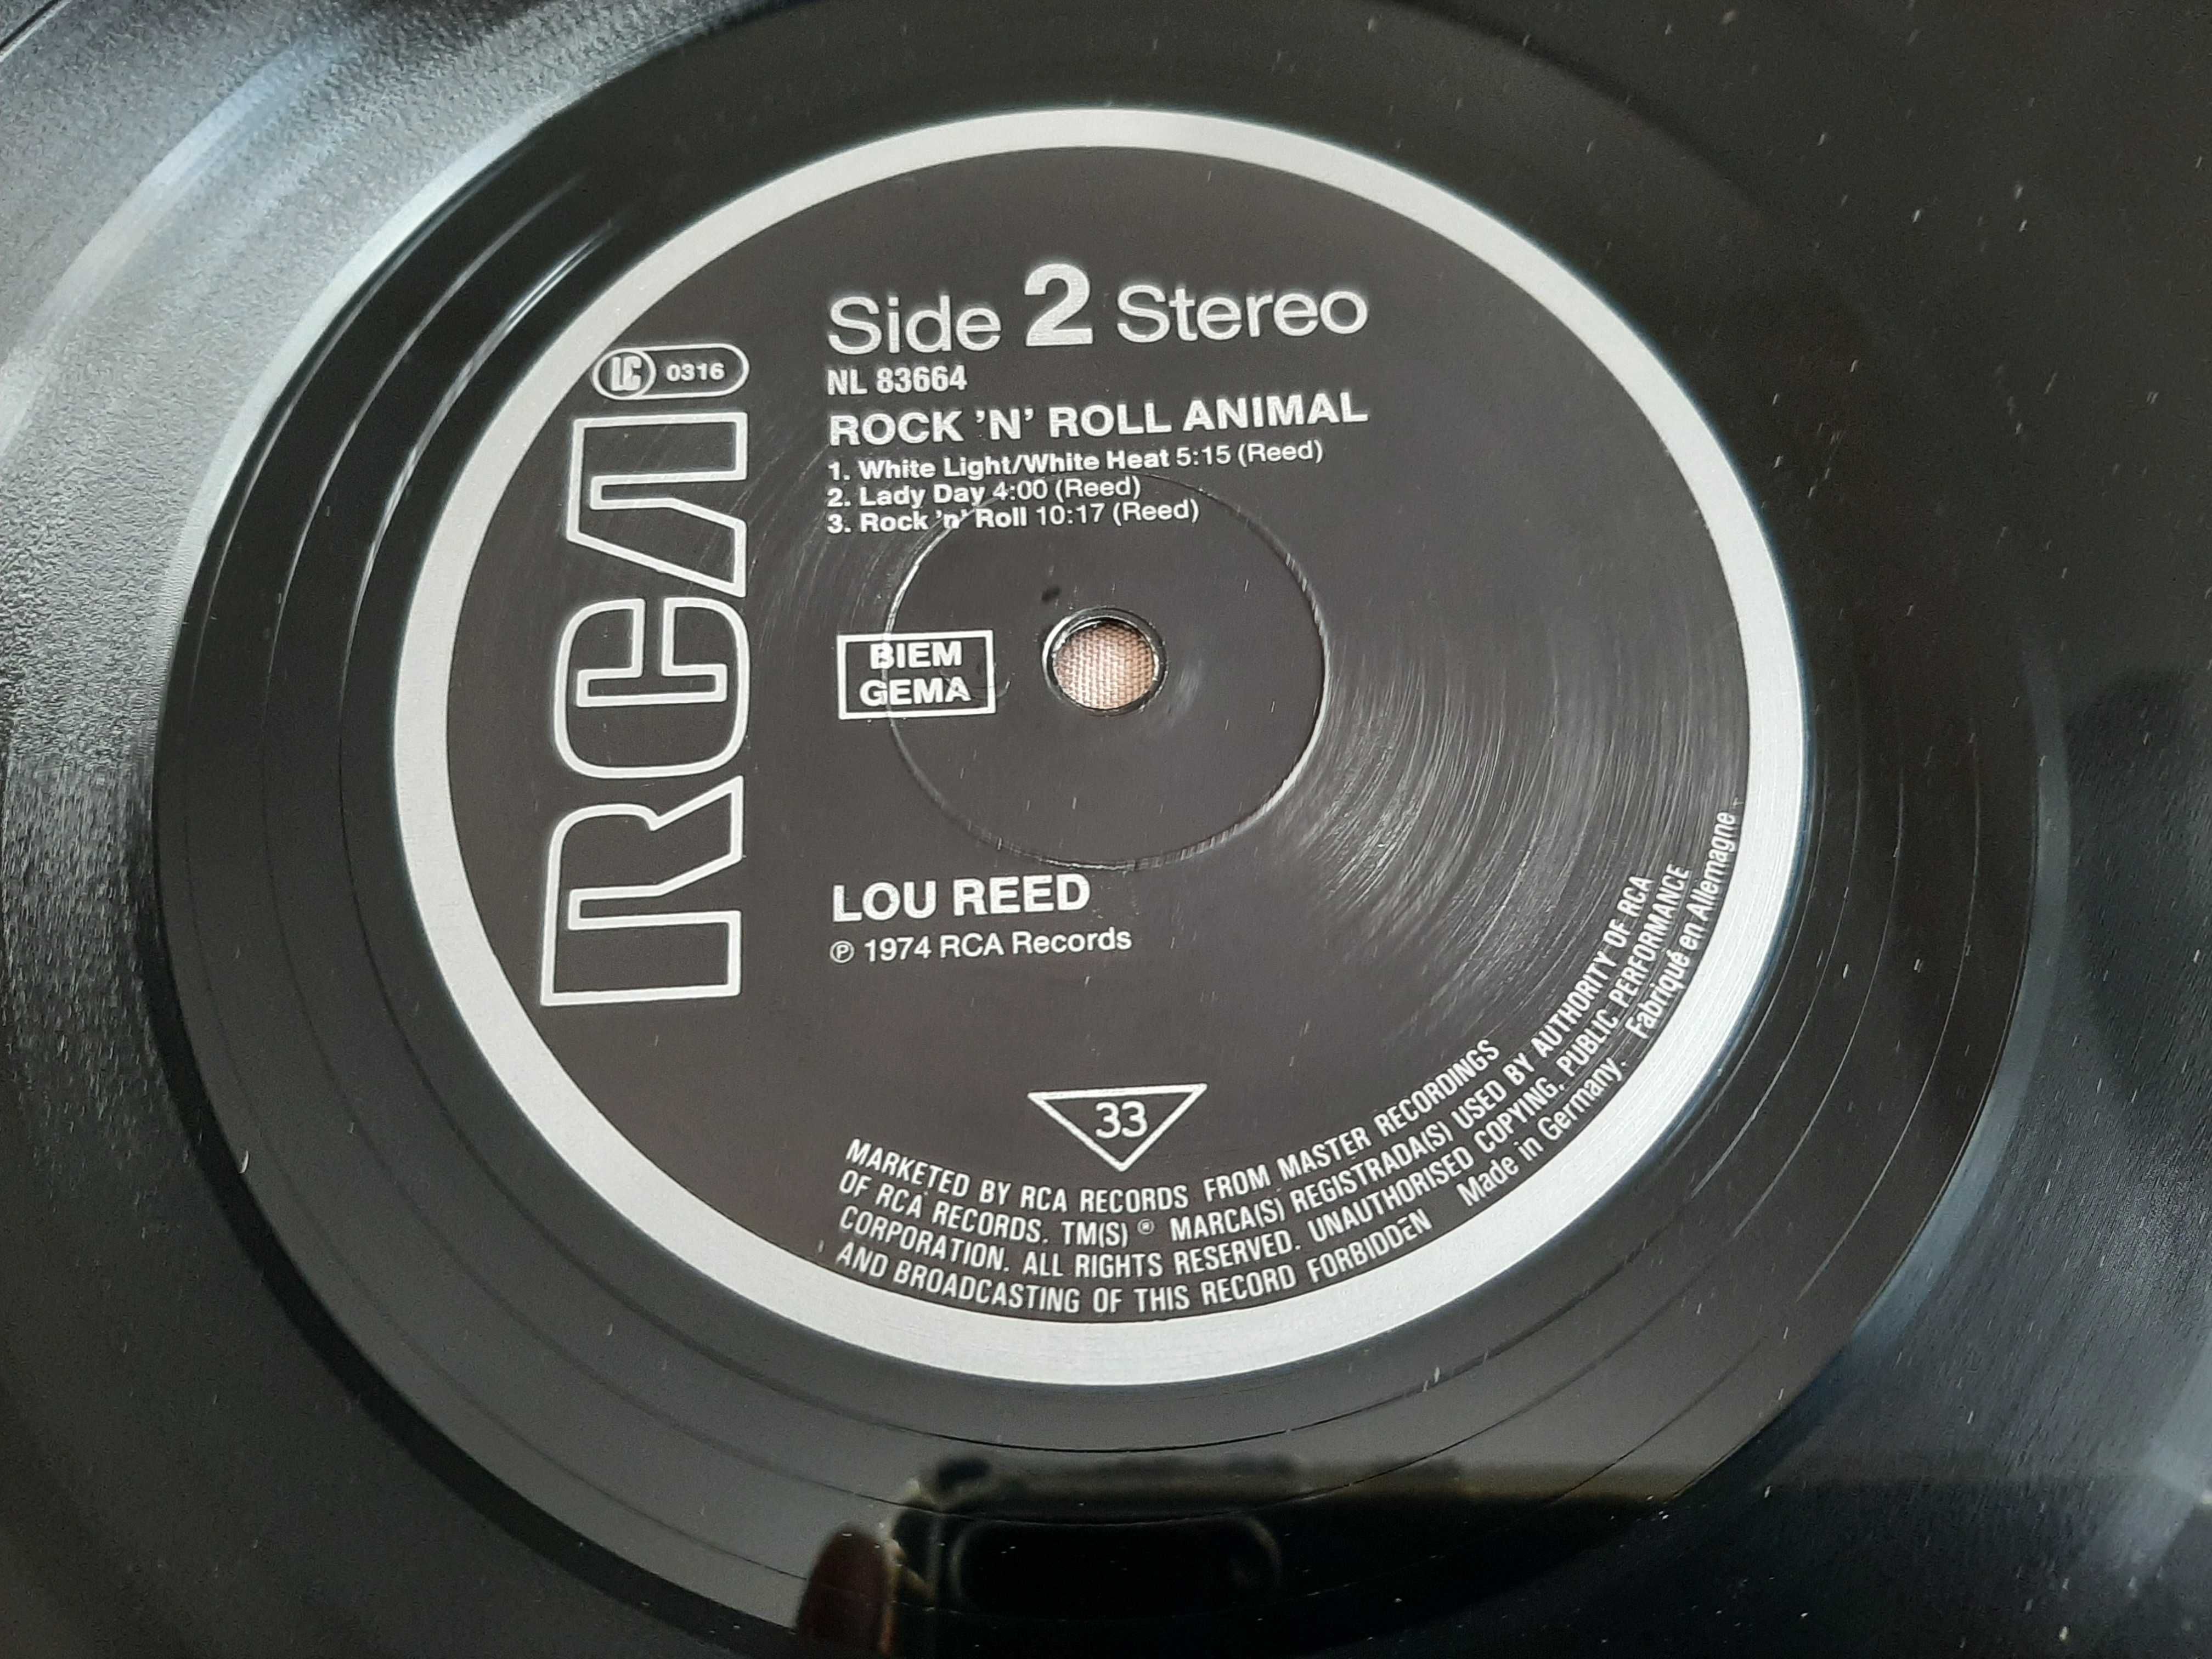 Side 2 Stereo
NL 83664
ROCK 'N' ROLL ANIMAL
1. White Light/White Heat 5:15 (Reed)
2. Lady Day 4:00 (Reed)
3. Rock 'n' Roll 10:17 (Reed)
LC 0316
RCA
BIEM
GEMA
LOU REED
℗ 1974 RCA Records
33
MARKETED BY RCA RECORDS FROM MASTER RECORDINGS
OF RCA RECORDS. TM(S) ® MARCA(S) REGISTRADA(S) USED BY AUTHORITY OF RCA
CORPORATION. ALL RIGHTS RESERVED. UNAUTHORISED COPYING, PUBLIC PERFORMANCE
AND BROADCASTING OF THIS RECORD FORBIDDEN Made in Germany. Fabriqué en Allemagne